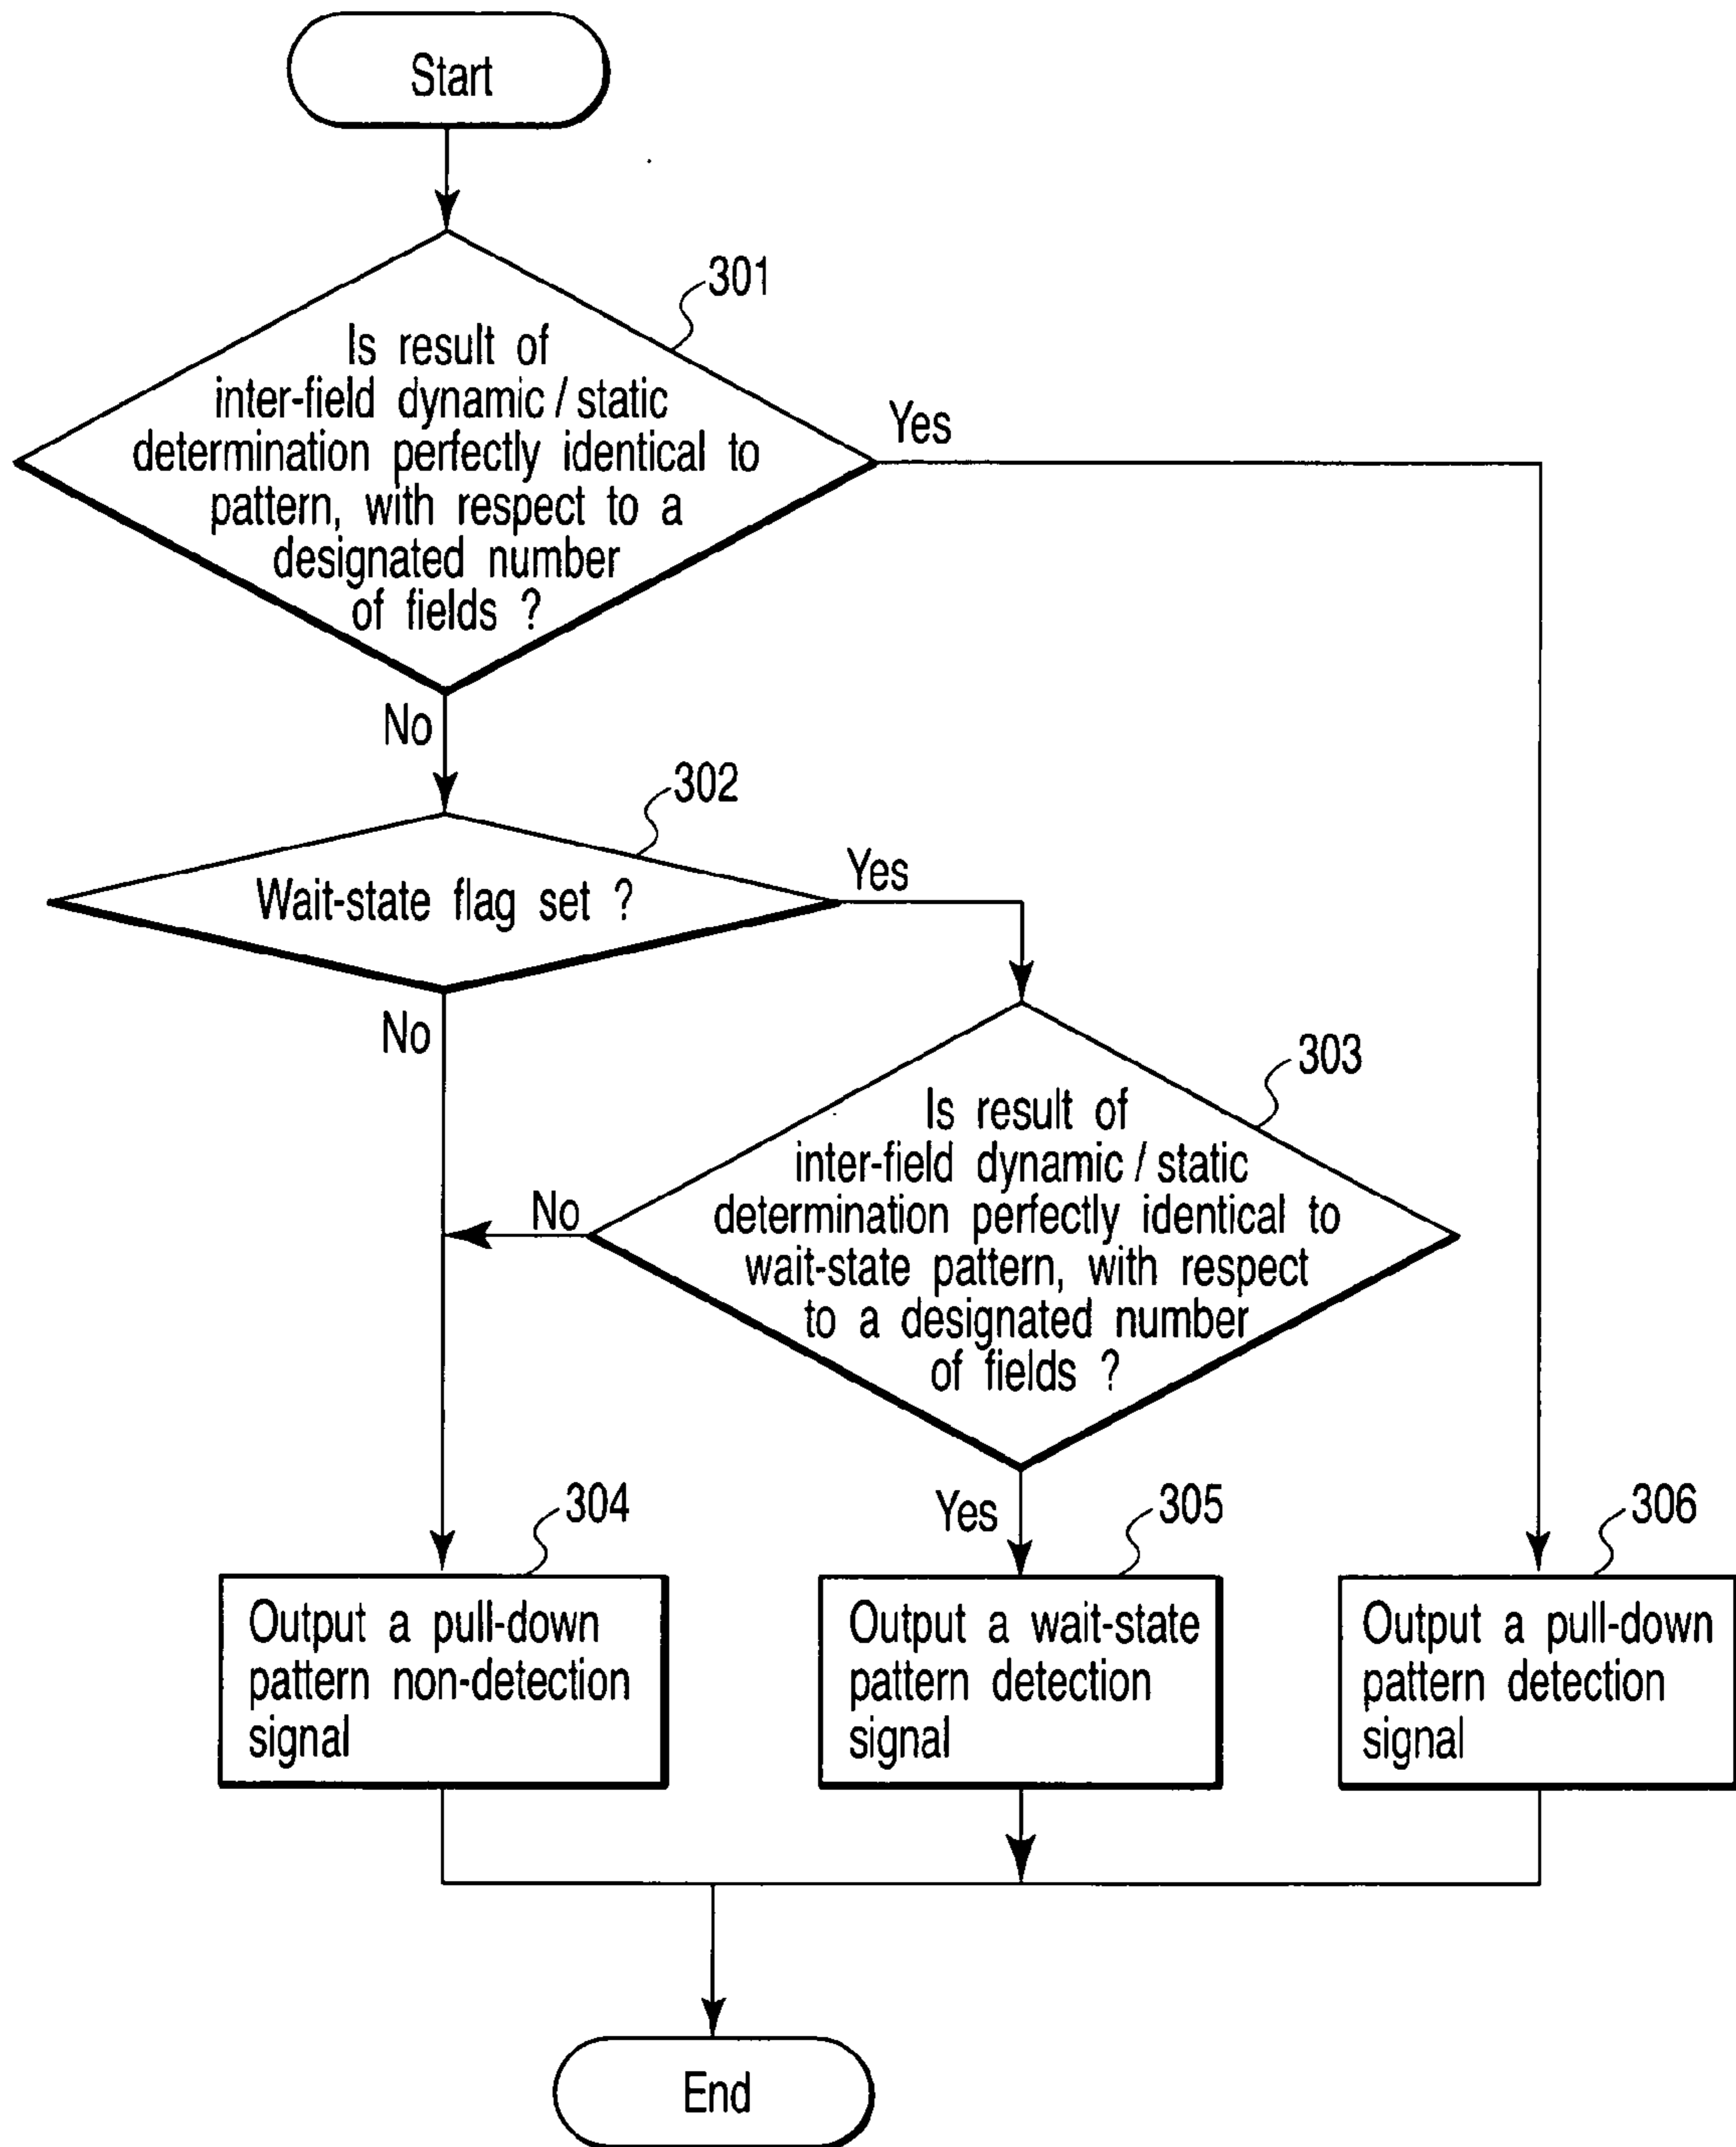 Start
301
Is result of
inter-field dynamic / static
determination perfectly identical to
pattern, with respect to a
designated number
of fields ?
Yes
No
302
Wait-state flag set ?
Yes
No
303
Is result of
inter-field dynamic / static
determination perfectly identical to
wait-state pattern, with respect
to a designated number
of fields ?
No
Yes
304
Output a pull-down
pattern non-detection
signal
305
Output a wait-state
pattern detection
signal
306
Output a pull-down
pattern detection
signal
End